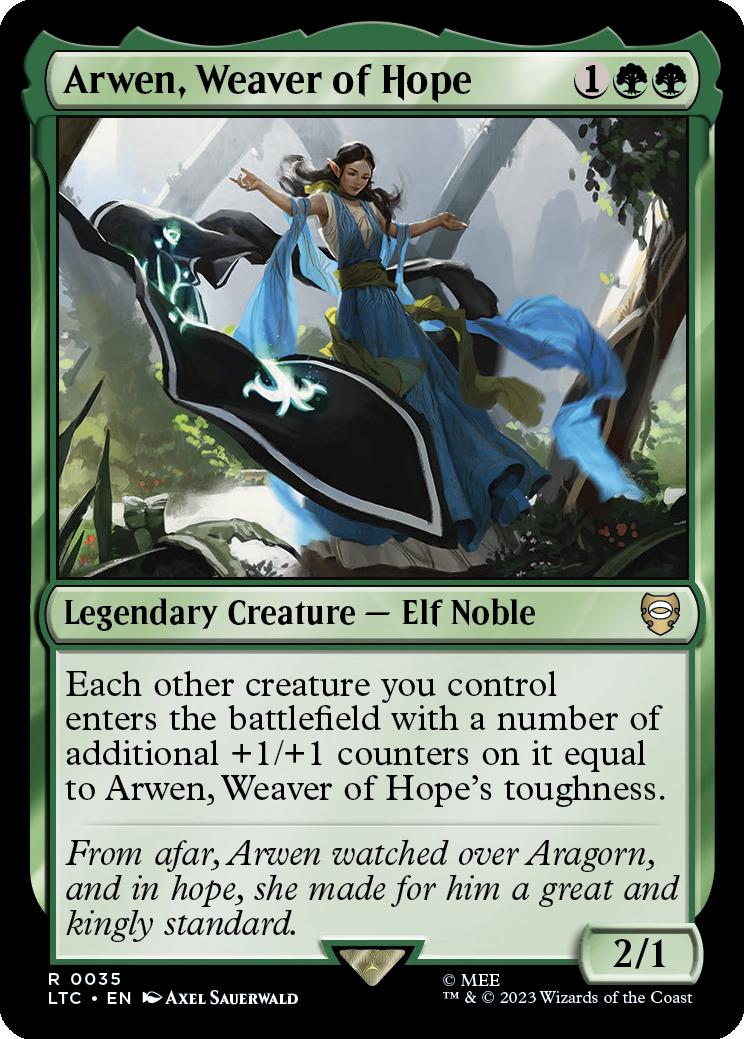 Arwen, Weaver of Hope 1
Legendary Creature — Elf Noble
Each other creature you control
enters the battlefield with a number of
additional +1/+1 counters on it equal
to Arwen, Weaver of Hope's toughness.
From afar, Arwen watched over Aragorn,
and in hope, she made for him a great and
kingly standard.
2/1
R 0035
LTC • EN Axel Sauerwald
© MEE
™ & © 2023 Wizards of the Coast